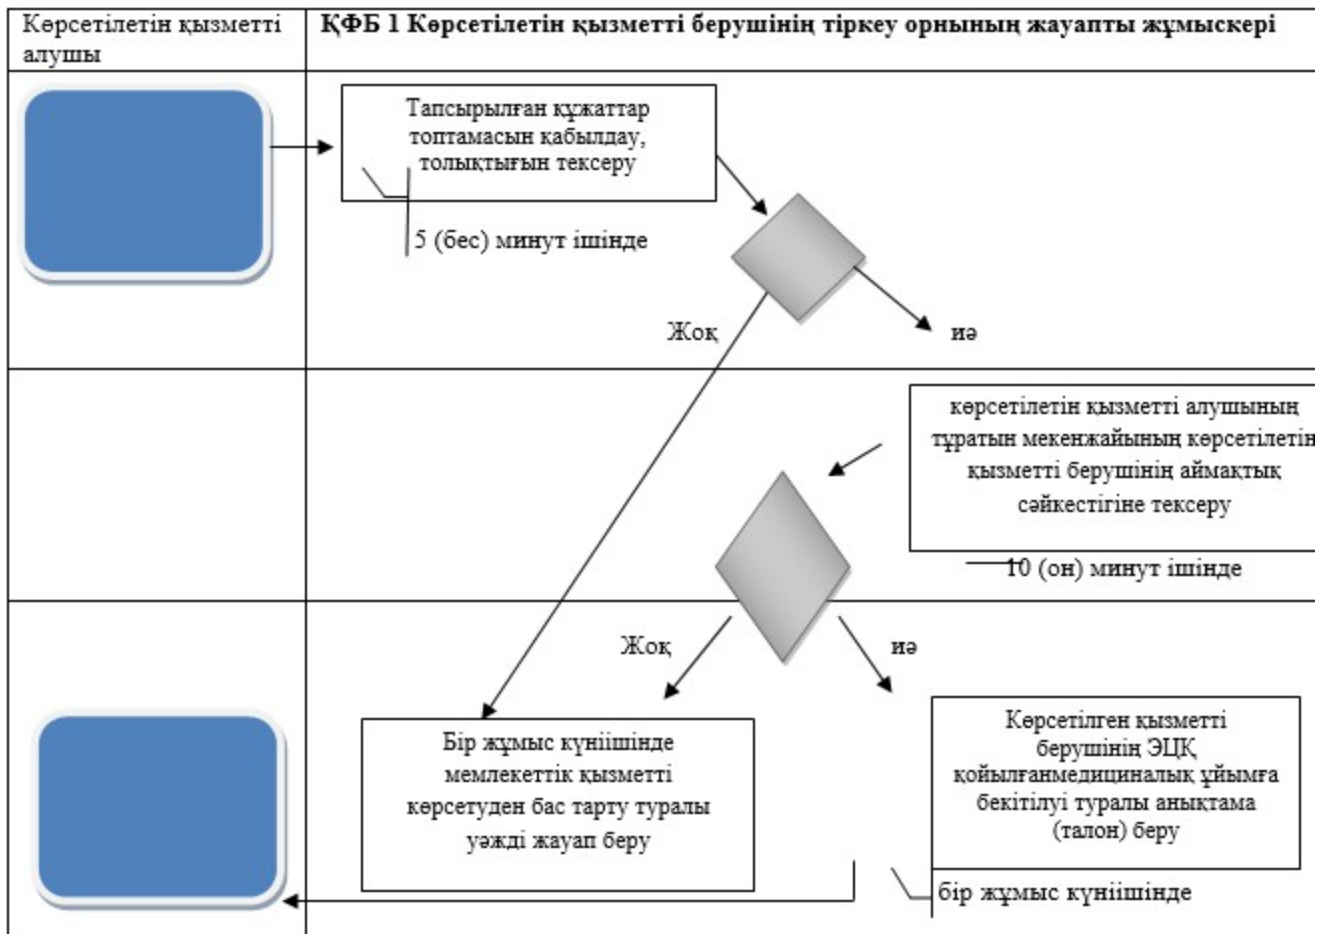 Көрсетілетін қызметті
алушы
ҚФБ 1 Көрсетілетін қызметті берушінің тіркеу орнының жауапты жұмыскері
Тапсырылған құжаттар
топтамасын қабылдау,
толықтығын тексеру
5 (бес) минут ішінде
Жоқ
иә
көрсетілетін қызметті алушының
тұратын мекенжайының көрсетілетін
қызметті берушінің аймақтық
сәйкестігіне тексеру
10 (он) минут ішінде
Жоқ
иә
Бір жұмыс күніішінде
мемлекеттік қызметті
көрсетуден бас тарту туралы
уәжді жауап беру
Көрсетілген қызметті
берушінің ЭЦҚ
қойылғанмедициналық ұйымға
бекітілуі туралы анықтама
(талон) беру
бір жұмыс күніішінде